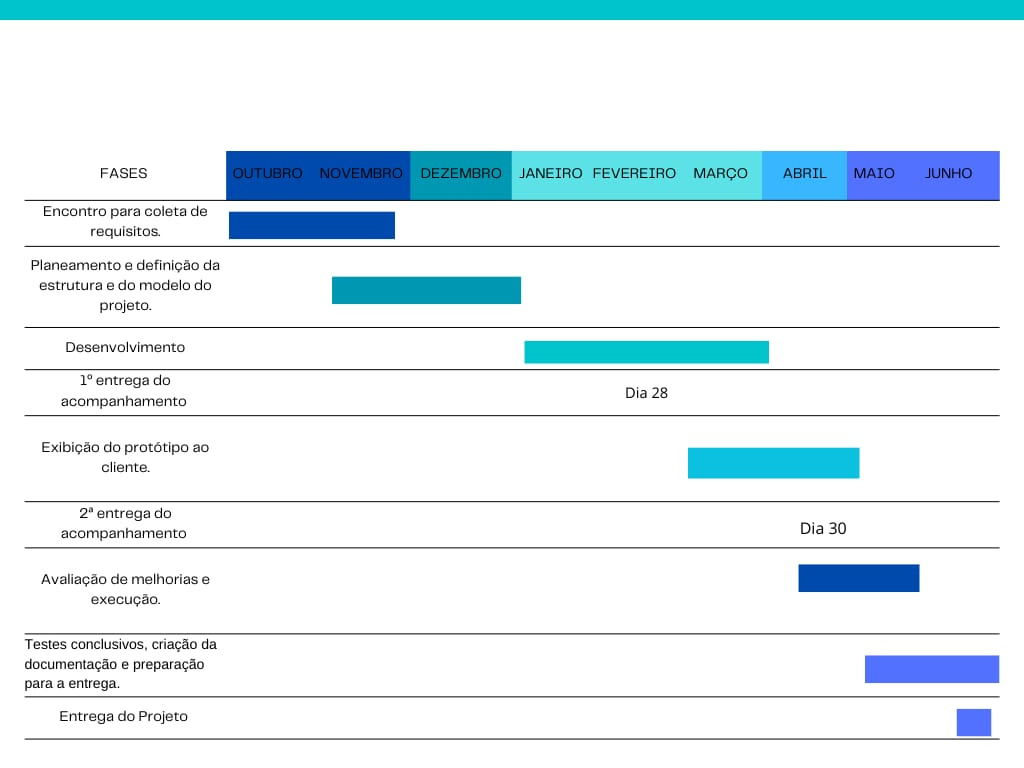 FASES OUTUBRO NOVEMBRO DEZEMBRO JANEIRO FEVEREIRO MARÇO ABRIL MAIO JUNHO
Encontro para coleta de
requisitos.
Planeamento e definição da
estrutura e do modelo do
projeto.
Desenvolvimento
1º entrega do
acompanhamento
Dia 28
Exibição do protótipo ao
cliente.
2ª entrega do
acompanhamento
Dia 30
Avaliação de melhorias e
execução.
Testes conclusivos, criação da
documentação e preparação
para a entrega.
Entrega do Projeto